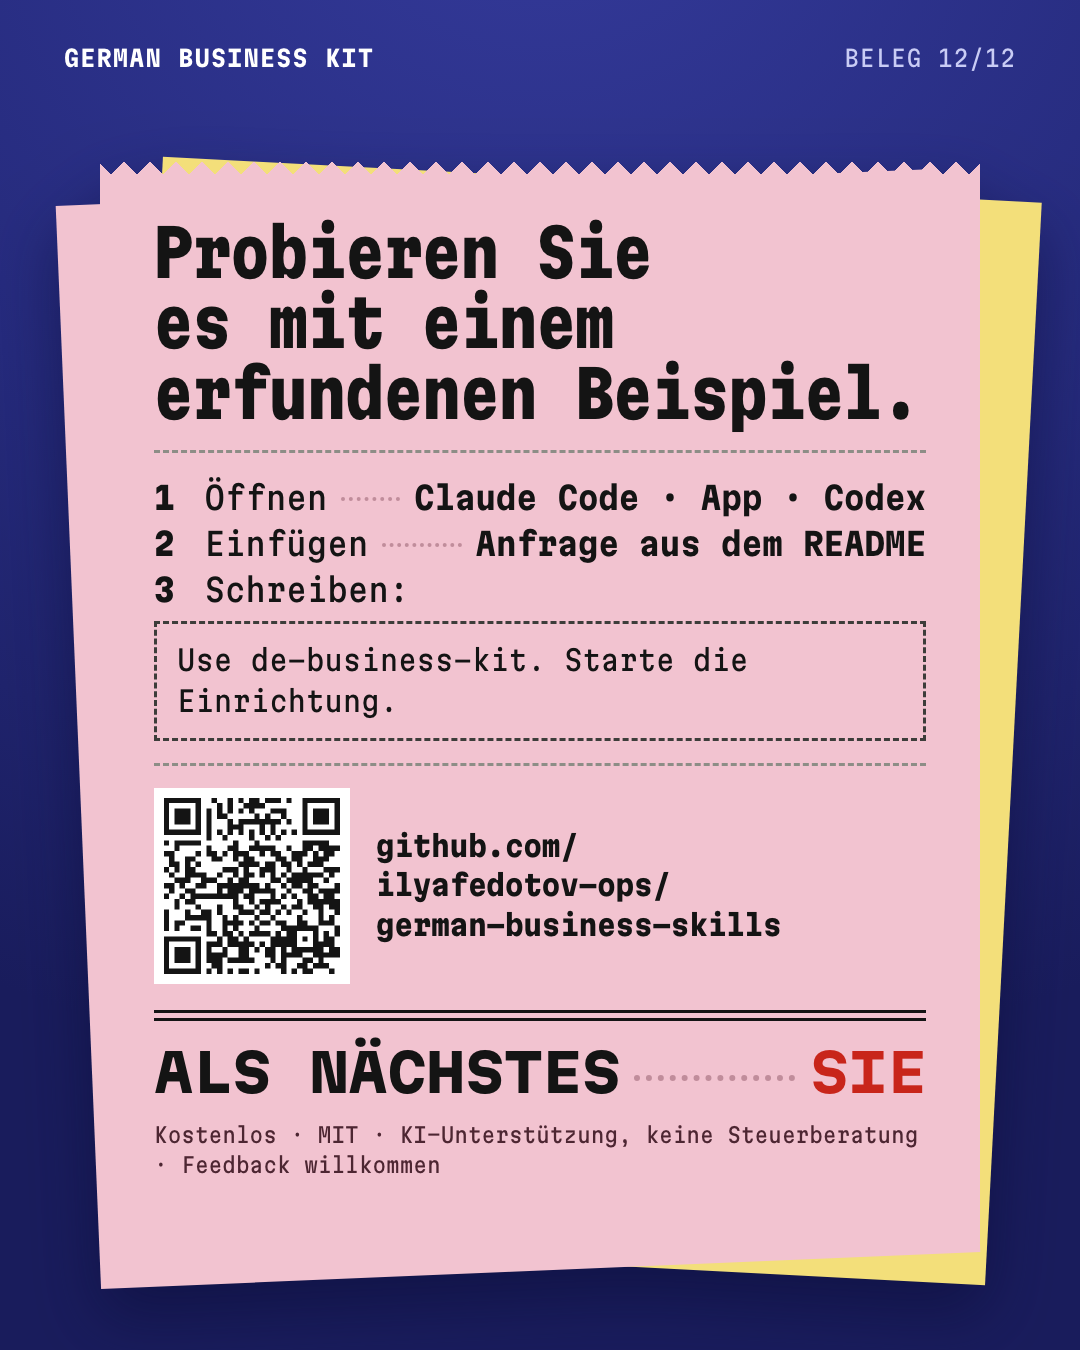 GERMAN BUSINESS KIT
BELEG 12/12
Probieren Sie
es mit einem
erfundenen Beispiel.
1 Öffnen Claude Code · App · Codex
2 Einfügen Anfrage aus dem README
3 Schreiben:
Use de-business-kit. Starte die
Einrichtung.
github.com/
ilyafedotov-ops/
german-business-skills
ALS NÄCHSTES SIE
Kostenlos · MIT · KI-Unterstützung, keine Steuerberatung
· Feedback willkommen